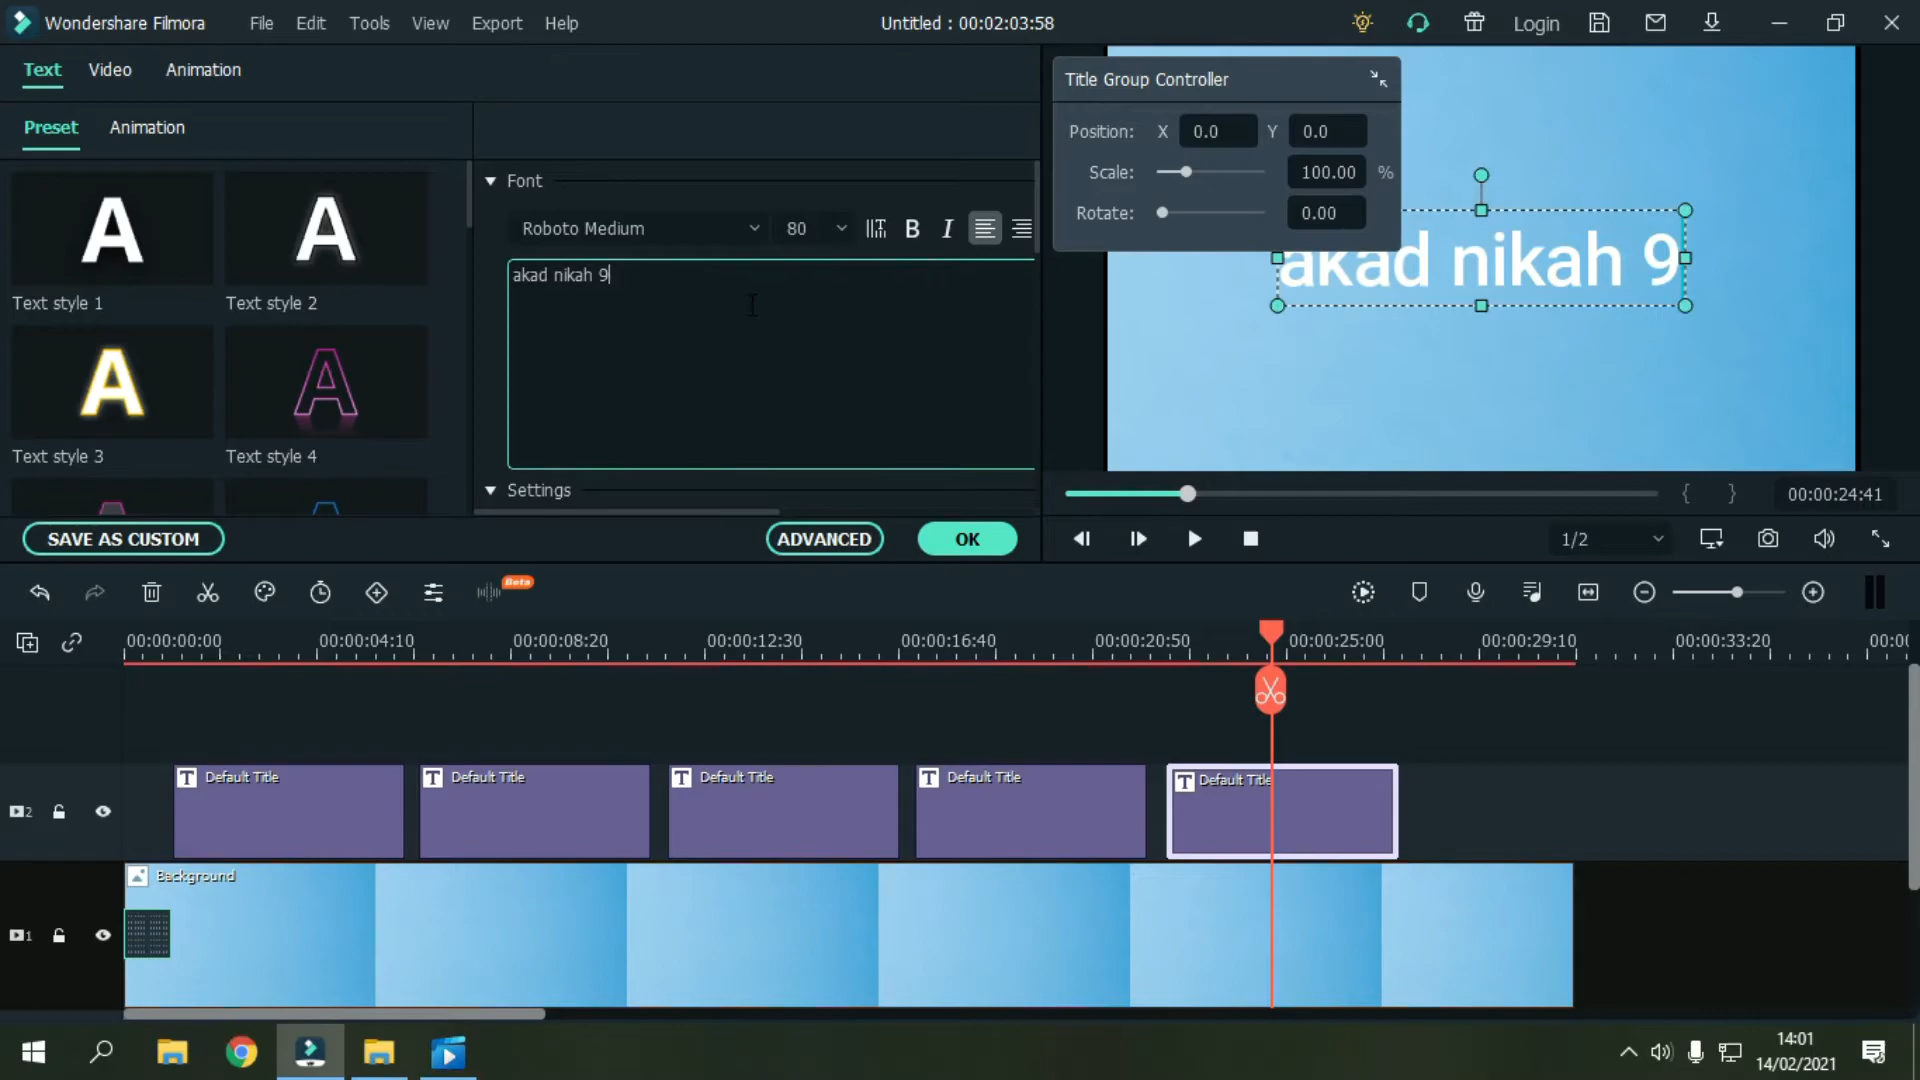 Wondershare Filmora File Edit Tools View Export Help Untitled : 00:02:03:58 Login
Text Video Animation
Preset Animation
Title Group Controller
Position: X 0.0 Y 0.0
Scale: 100.00 %
Rotate: 0.00
Font
Roboto Medium 80 B I
akad nikah 9
akad nikah 9
A A
Text style 1 Text style 2
A A
Text style 3 Text style 4
Settings
SAVE AS CUSTOM ADVANCED OK
{ } 00:00:24:41
1/2
Beta
00:00:00:00 00:00:04:10 00:00:08:20 00:00:12:30 00:00:16:40 00:00:20:50 00:00:25:00 00:00:29:10 00:00:33:20
T Default Title T Default Title T Default Title T Default Title T Default Title
2
Background
1
14:01
14/02/2021